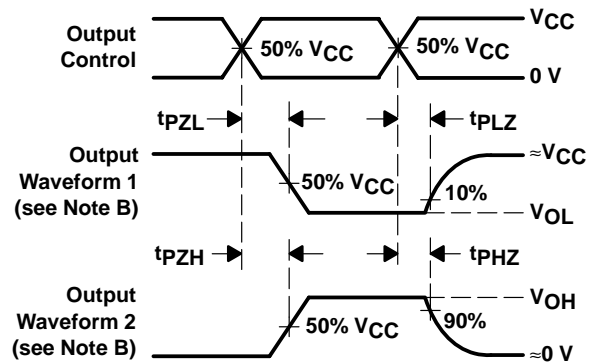 Output
Control
50% VCC
50% VCC
VCC
0 V
tPZL
tPLZ
Output
Waveform 1
(see Note B)
50% VCC
10%
≈VCC
VOL
tPZH
tPHZ
Output
Waveform 2
(see Note B)
50% VCC
90%
VOH
≈0 V